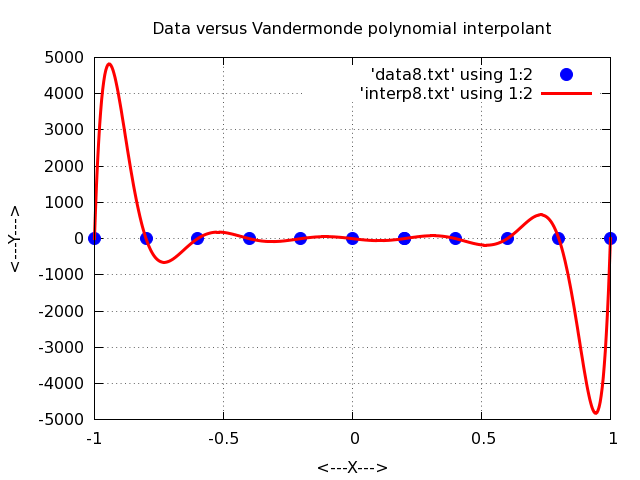 Data versus Vandermonde polynomial interpolant
'data8.txt' using 1:2
'interp8.txt' using 1:2
5000
4000
3000
2000
1000
0
-1000
-2000
-3000
-4000
-5000
<---Y--->
-1 -0.5 0 0.5 1
<---X--->